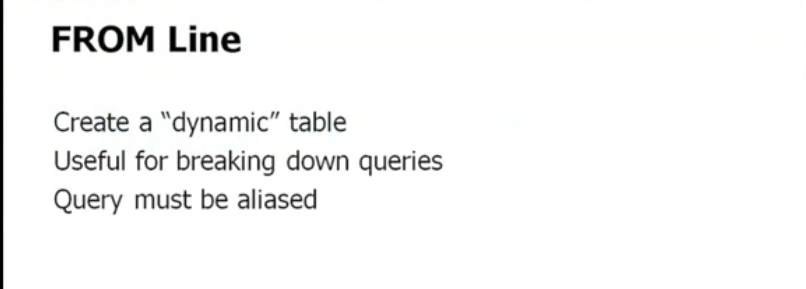 FROM Line
Create a “dynamic” table
Useful for breaking down queries
Query must be aliased